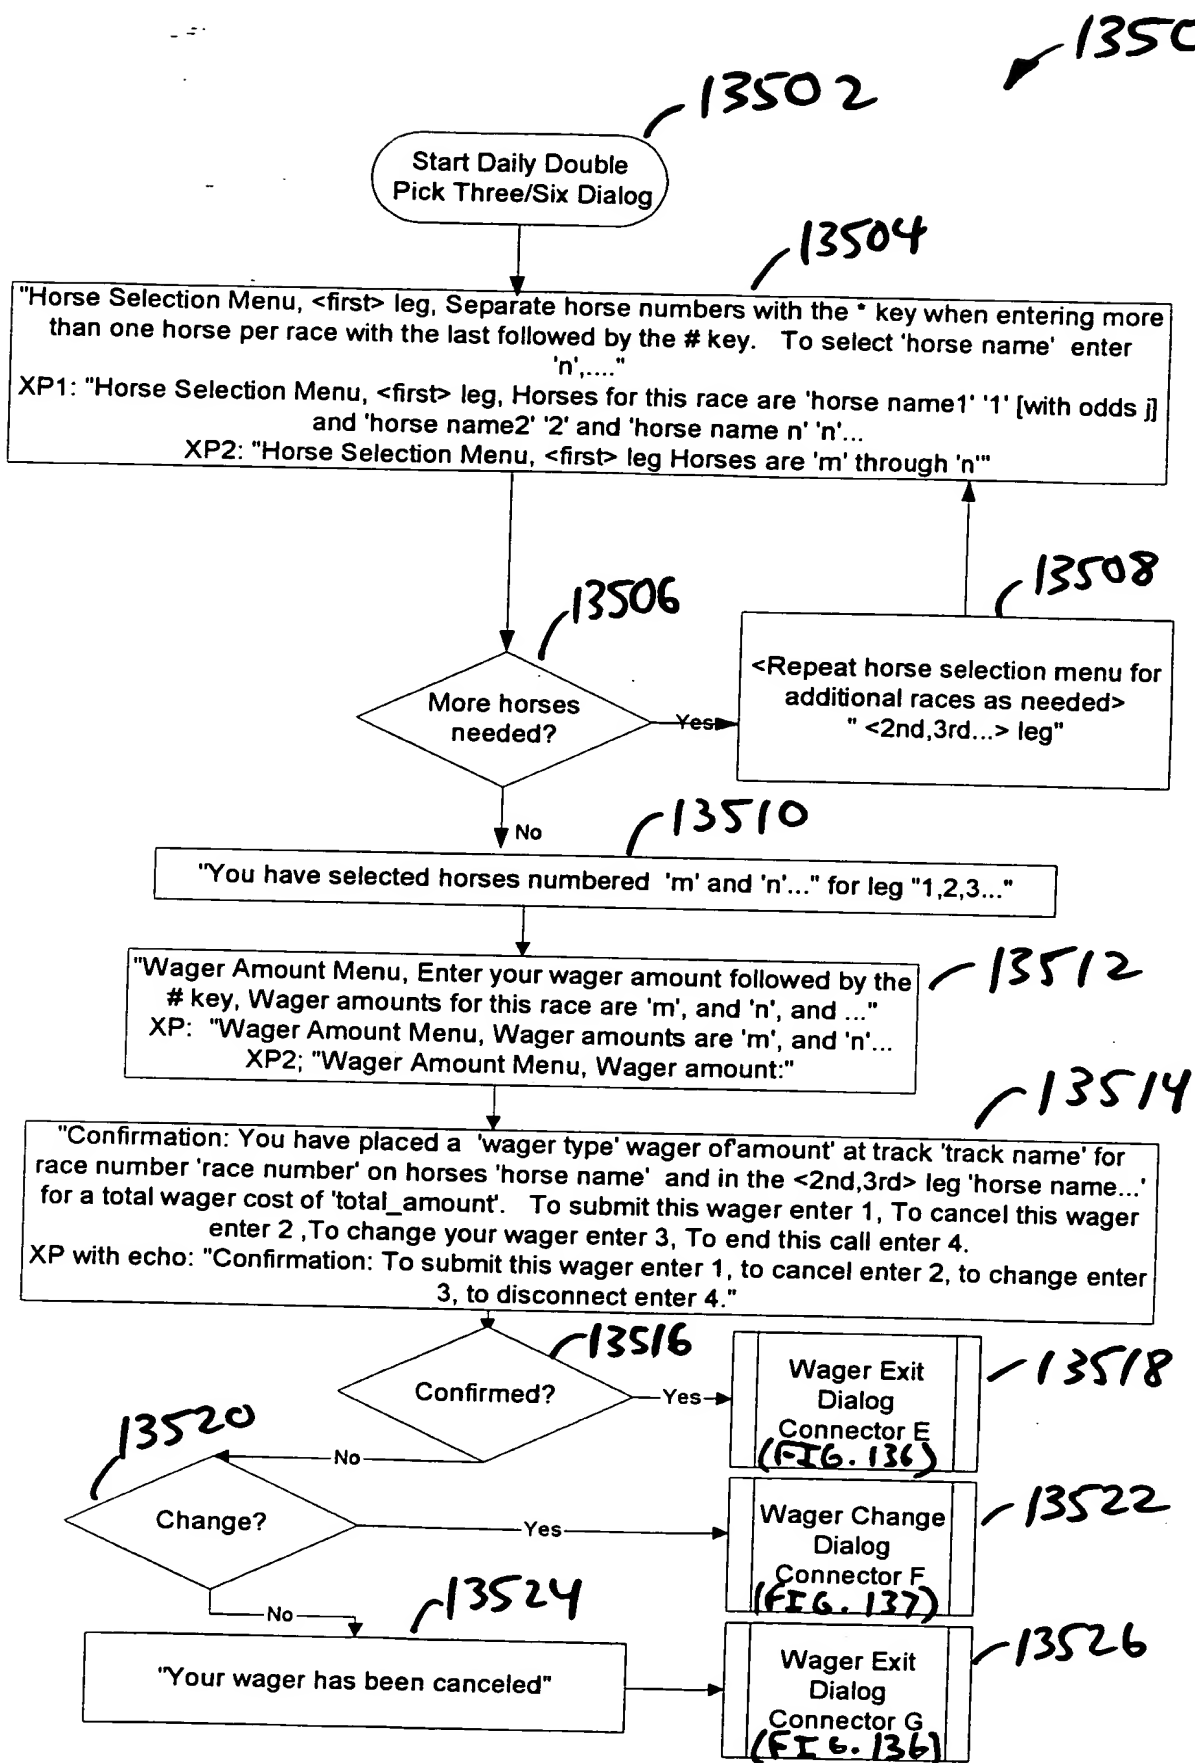 1350
13502
Start Daily Double
Pick Three/Six Dialog
13504
"Horse Selection Menu, <first> leg, Separate horse numbers with the * key when entering more
than one horse per race with the last followed by the # key. To select 'horse name' enter
'n',...."
XP1: "Horse Selection Menu, <first> leg, Horses for this race are 'horse name1' '1' [with odds j]
and 'horse name2' '2' and 'horse name n' 'n'...
XP2: "Horse Selection Menu, <first> leg Horses are 'm' through 'n'"
13506
13508
More horses
needed?
Yes
<Repeat horse selection menu for
additional races as needed>
" <2nd,3rd...> leg"
No
13510
"You have selected horses numbered 'm' and 'n'..." for leg "1,2,3..."
13512
"Wager Amount Menu, Enter your wager amount followed by the
# key, Wager amounts for this race are 'm', and 'n', and ..."
XP: "Wager Amount Menu, Wager amounts are 'm', and 'n'...
XP2; "Wager Amount Menu, Wager amount:"
13514
"Confirmation: You have placed a 'wager type' wager of'amount' at track 'track name' for
race number 'race number' on horses 'horse name' and in the <2nd,3rd> leg 'horse name...'
for a total wager cost of 'total_amount'. To submit this wager enter 1, To cancel this wager
enter 2 ,To change your wager enter 3, To end this call enter 4.
XP with echo: "Confirmation: To submit this wager enter 1, to cancel enter 2, to change enter
3, to disconnect enter 4."
13516
Confirmed?
Yes
Wager Exit
Dialog
Connector E
(FIG. 136)
13518
No
13520
Change?
Yes
Wager Change
Dialog
Connector F
(FIG. 137)
13522
No
13524
"Your wager has been canceled"
Wager Exit
Dialog
Connector G
(FIG. 136)
13526